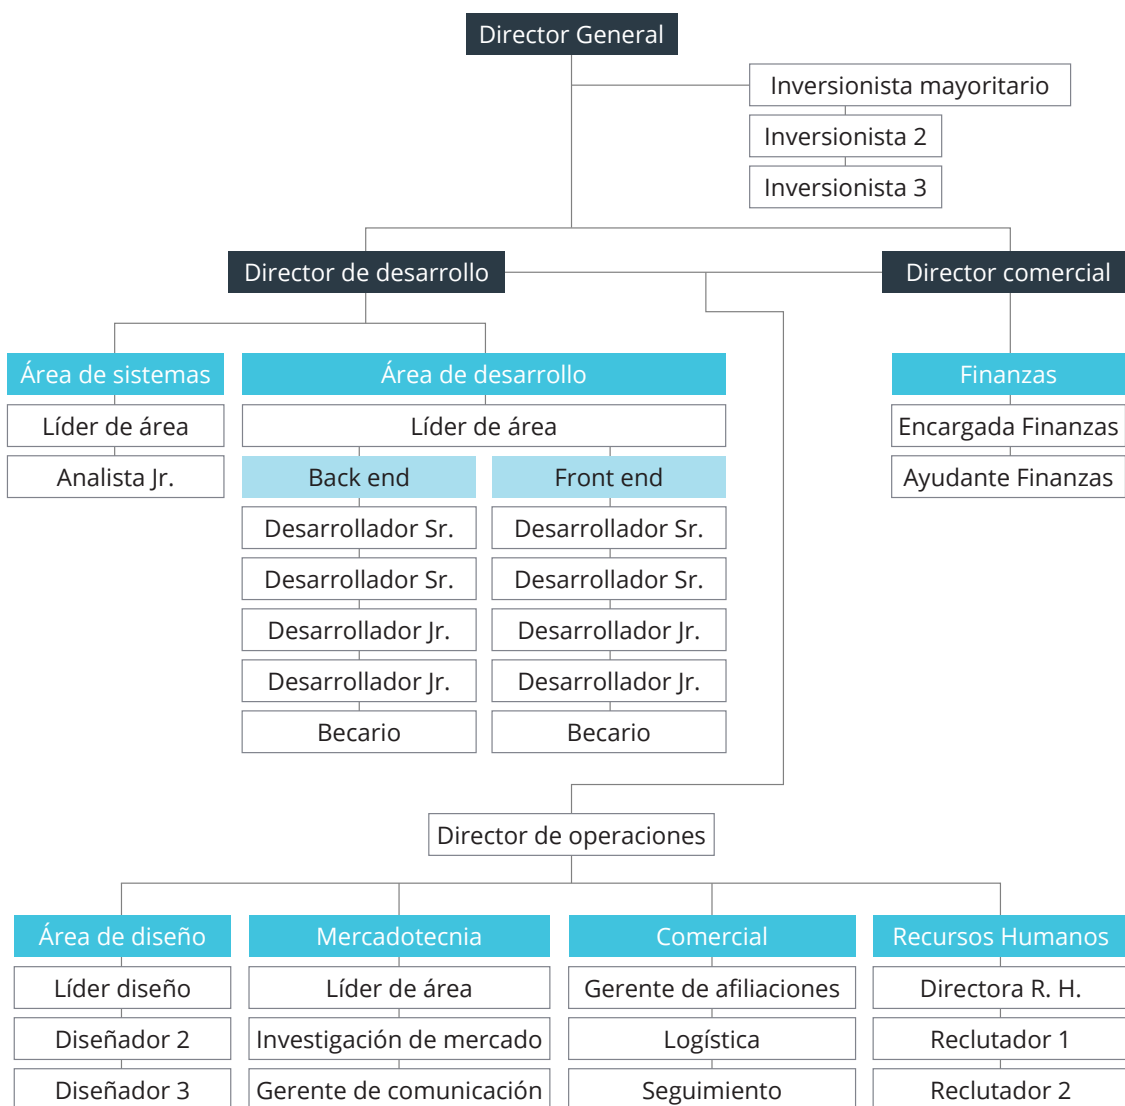 Director General
Inversionista mayoritario
Inversionista 2
Inversionista 3
Director de desarrollo
Director comercial
Área de sistemas
Líder de área
Analista Jr.
Área de desarrollo
Líder de área
Back end
Desarrollador Sr.
Desarrollador Sr.
Desarrollador Jr.
Desarrollador Jr.
Becario
Front end
Desarrollador Sr.
Desarrollador Sr.
Desarrollador Jr.
Desarrollador Jr.
Becario
Finanzas
Encargada Finanzas
Ayudante Finanzas
Director de operaciones
Área de diseño
Líder diseño
Diseñador 2
Diseñador 3
Mercadotecnia
Líder de área
Investigación de mercado
Gerente de comunicación
Comercial
Gerente de afiliaciones
Logística
Seguimiento
Recursos Humanos
Directora R. H.
Reclutador 1
Reclutador 2